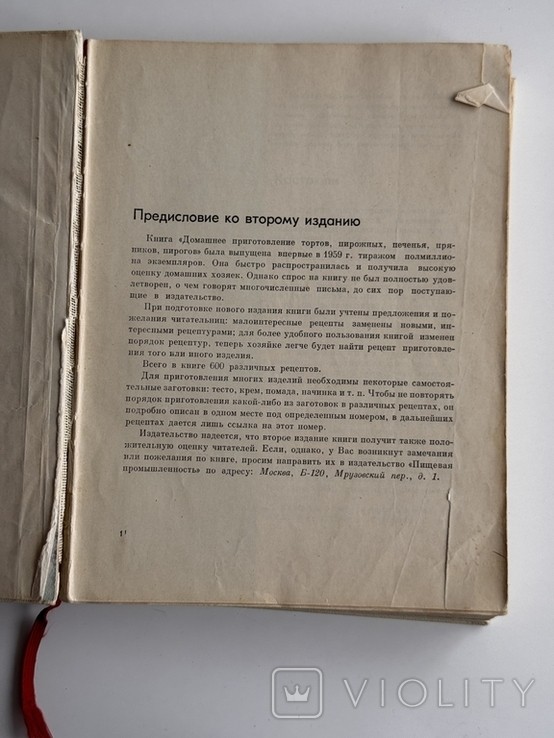 Предисловие ко второму изданию
Книга «Домашнее приготовление тортов, пирожных, печенья, пря-
ников, пирогов» была выпущена впервые в 1959 г. тиражом полмиллио-
на экземпляров. Она быстро распространилась и получила высокую
оценку домашних хозяек. Однако спрос на книгу не был полностью удов-
летворен, о чем говорят многочисленные письма, до сих пор поступаю-
щие в издательство.
При подготовке нового издания книги были учтены предложения и по-
желания читательниц: малоинтересные рецепты заменены новыми, ин-
тересными рецептурами; для более удобного пользования книгой изменен
порядок рецептур, теперь хозяйке легче будет найти рецепт приготовле-
ния того или иного изделия.
Всего в книге 600 различных рецептов.
Для приготовления многих изделий необходимы некоторые самостоя-
тельные заготовки: тесто, крем, помада, начинка и т. п. Чтобы не повторять
порядок приготовления какой-либо из заготовок в различных рецептах, он
подробно описан в одном месте под определенным номером, в дальнейших
рецептах дается лишь ссылка на этот номер.
Издательство надеется, что второе издание книги получит также поло-
жительную оценку читателей. Если, однако, у Вас возникнут замечания
или пожелания по книге, просим направить их в издательство «Пищевая
промышленность» по адресу: Москва, Б-120, Мрузовский пер., д. 1.
VIOLITY